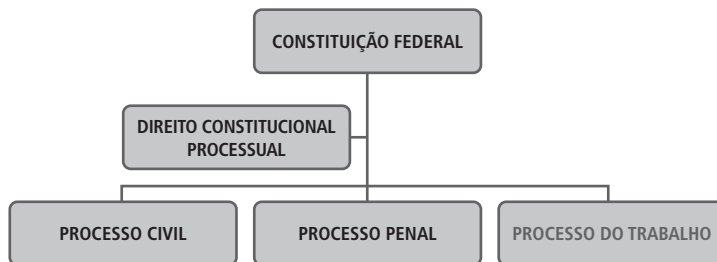 CONSTITUIÇÃO FEDERAL
DIREITO CONSTITUCIONAL
PROCESSUAL
PROCESSO CIVIL
PROCESSO PENAL
PROCESSO DO TRABALHO